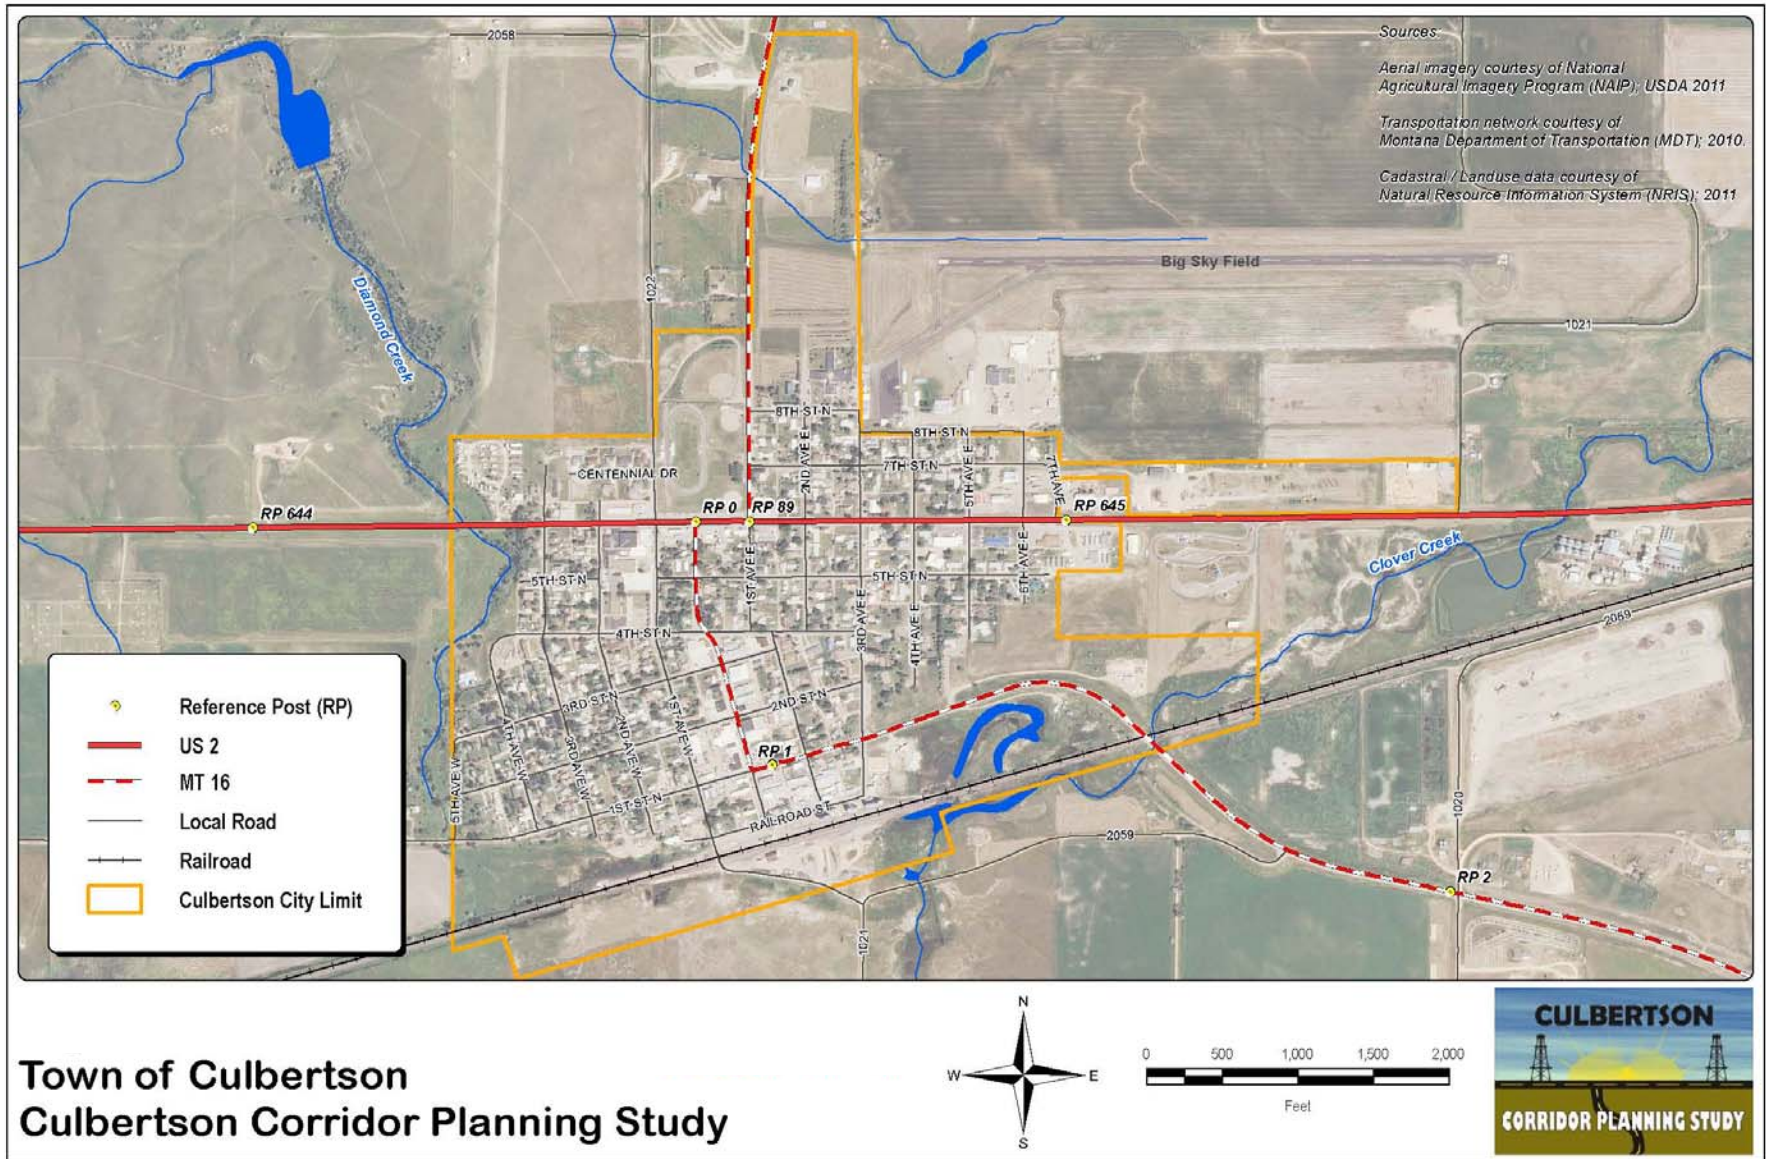 2058
Sources:
Aerial imagery courtesy of National
Agricultural Imagery Program (NAIP); USDA 2011
Transportation network courtesy of
Montana Department of Transportation (MDT); 2010.
Cadastral / Landuse data courtesy of
Natural Resource Information System (NRIS); 2011
Big Sky Field
1022
Diamond Creek
1021
8TH ST N
8TH ST N
CENTENNIAL DR
2ND AVE E
7TH ST N
5TH AVE E
7TH AVE
RP 644
RP 0
RP 89
RP 645
Clover Creek
5TH ST N
1ST AVE E
5TH ST N
6TH AVE E
4TH ST N
3RD AVE E
4TH AVE E
2059
3RD ST N
2ND ST N
4TH AVE W
3RD AVE W
2ND AVE W
1ST AVE W
RP 1
5TH AVE W
1ST ST N
RAILROAD ST
2059
1020
RP 2
1021
Reference Post (RP)
US 2
MT 16
Local Road
Railroad
Culbertson City Limit
Town of Culbertson
Culbertson Corridor Planning Study
N
W
E
S
0 500 1,000 1,500 2,000
Feet
CULBERTSON
CORRIDOR PLANNING STUDY